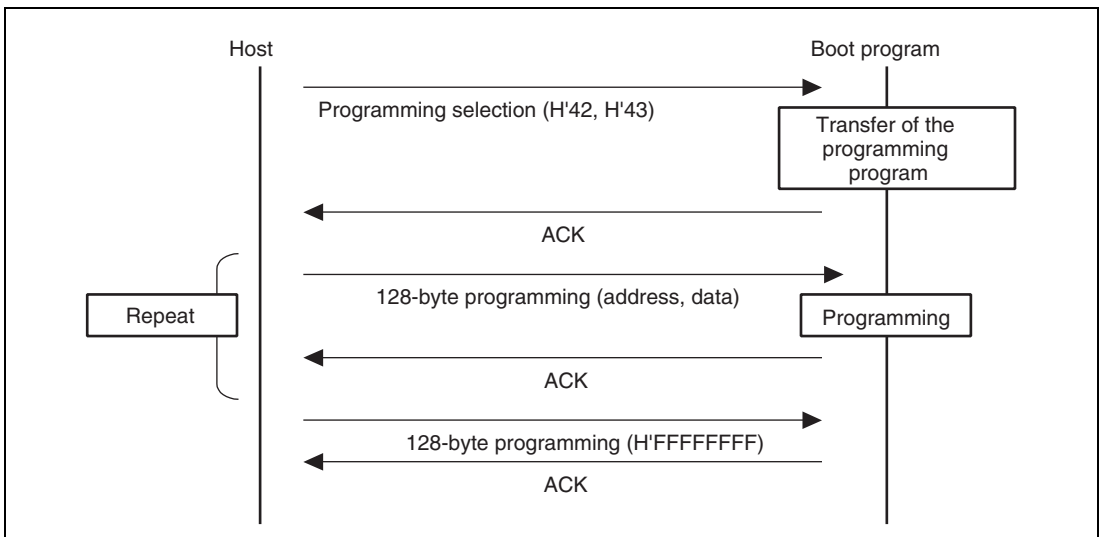 Host
Boot program
Programming selection (H'42, H'43)
Transfer of the
programming
program
ACK
128-byte programming (address, data)
Repeat
Programming
ACK
128-byte programming (H'FFFFFFFF)
ACK